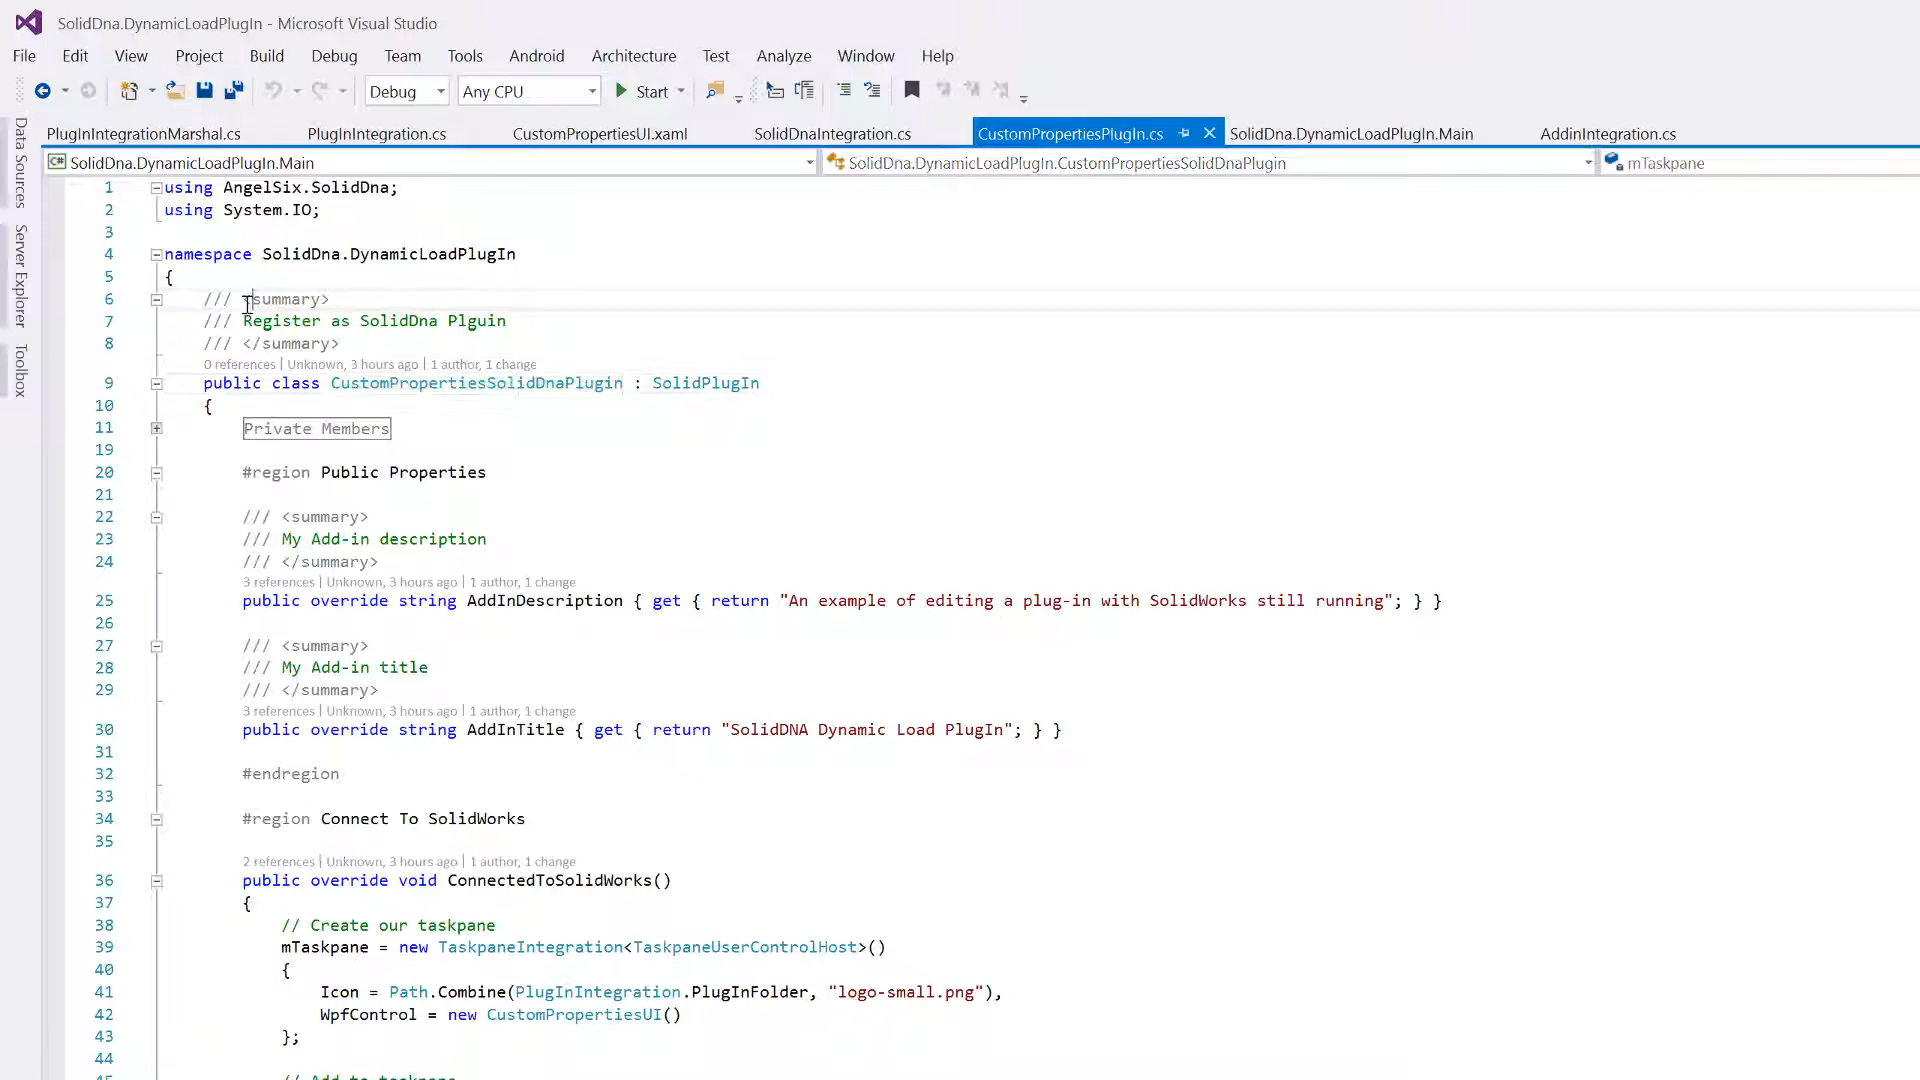 SolidDna.DynamicLoadPlugIn - Microsoft Visual Studio
File Edit View Project Build Debug Team Tools Android Architecture Test Analyze Window Help
Debug Any CPU Start
PlugInIntegrationMarshal.cs PlugInIntegration.cs CustomPropertiesUI.xaml SolidDnaIntegration.cs CustomPropertiesPlugIn.cs SolidDna.DynamicLoadPlugIn.Main AddinIntegration.cs
C# SolidDna.DynamicLoadPlugIn.Main SolidDna.DynamicLoadPlugIn.CustomPropertiesSolidDnaPlugin mTaskpane
Data Sources
Server Explorer
Toolbox
1 using AngelSix.SolidDna;
2 using System.IO;
3
4 namespace SolidDna.DynamicLoadPlugIn
5 {
6 /// <summary>
7 /// Register as SolidDna Plguin
8 /// </summary>
0 references | Unknown, 3 hours ago | 1 author, 1 change
9 public class CustomPropertiesSolidDnaPlugin : SolidPlugIn
10 {
11 Private Members
19
20 #region Public Properties
21
22 /// <summary>
23 /// My Add-in description
24 /// </summary>
3 references | Unknown, 3 hours ago | 1 author, 1 change
25 public override string AddInDescription { get { return "An example of editing a plug-in with SolidWorks still running"; } }
26
27 /// <summary>
28 /// My Add-in title
29 /// </summary>
3 references | Unknown, 3 hours ago | 1 author, 1 change
30 public override string AddInTitle { get { return "SolidDNA Dynamic Load PlugIn"; } }
31
32 #endregion
33
34 #region Connect To SolidWorks
35
2 references | Unknown, 3 hours ago | 1 author, 1 change
36 public override void ConnectedToSolidWorks()
37 {
38 // Create our taskpane
39 mTaskpane = new TaskpaneIntegration<TaskpaneUserControlHost>()
40 {
41 Icon = Path.Combine(PlugInIntegration.PlugInFolder, "logo-small.png"),
42 WpfControl = new CustomPropertiesUI()
43 };
44